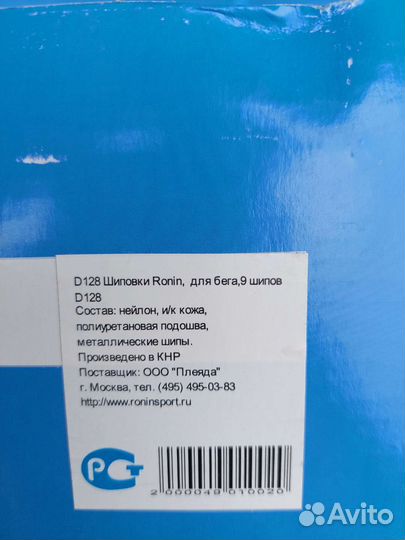 D128 Шиповки Ronin, для бега,9 шипов
D128
Состав: нейлон, и/к кожа,
полиуретановая подошва,
металлические шипы.
Произведено в КНР
Поставщик: ООО "Плеяда"
г. Москва, тел. (495) 495-03-83
http://www.roninsport.ru
РСТ
2000049010020
Avito